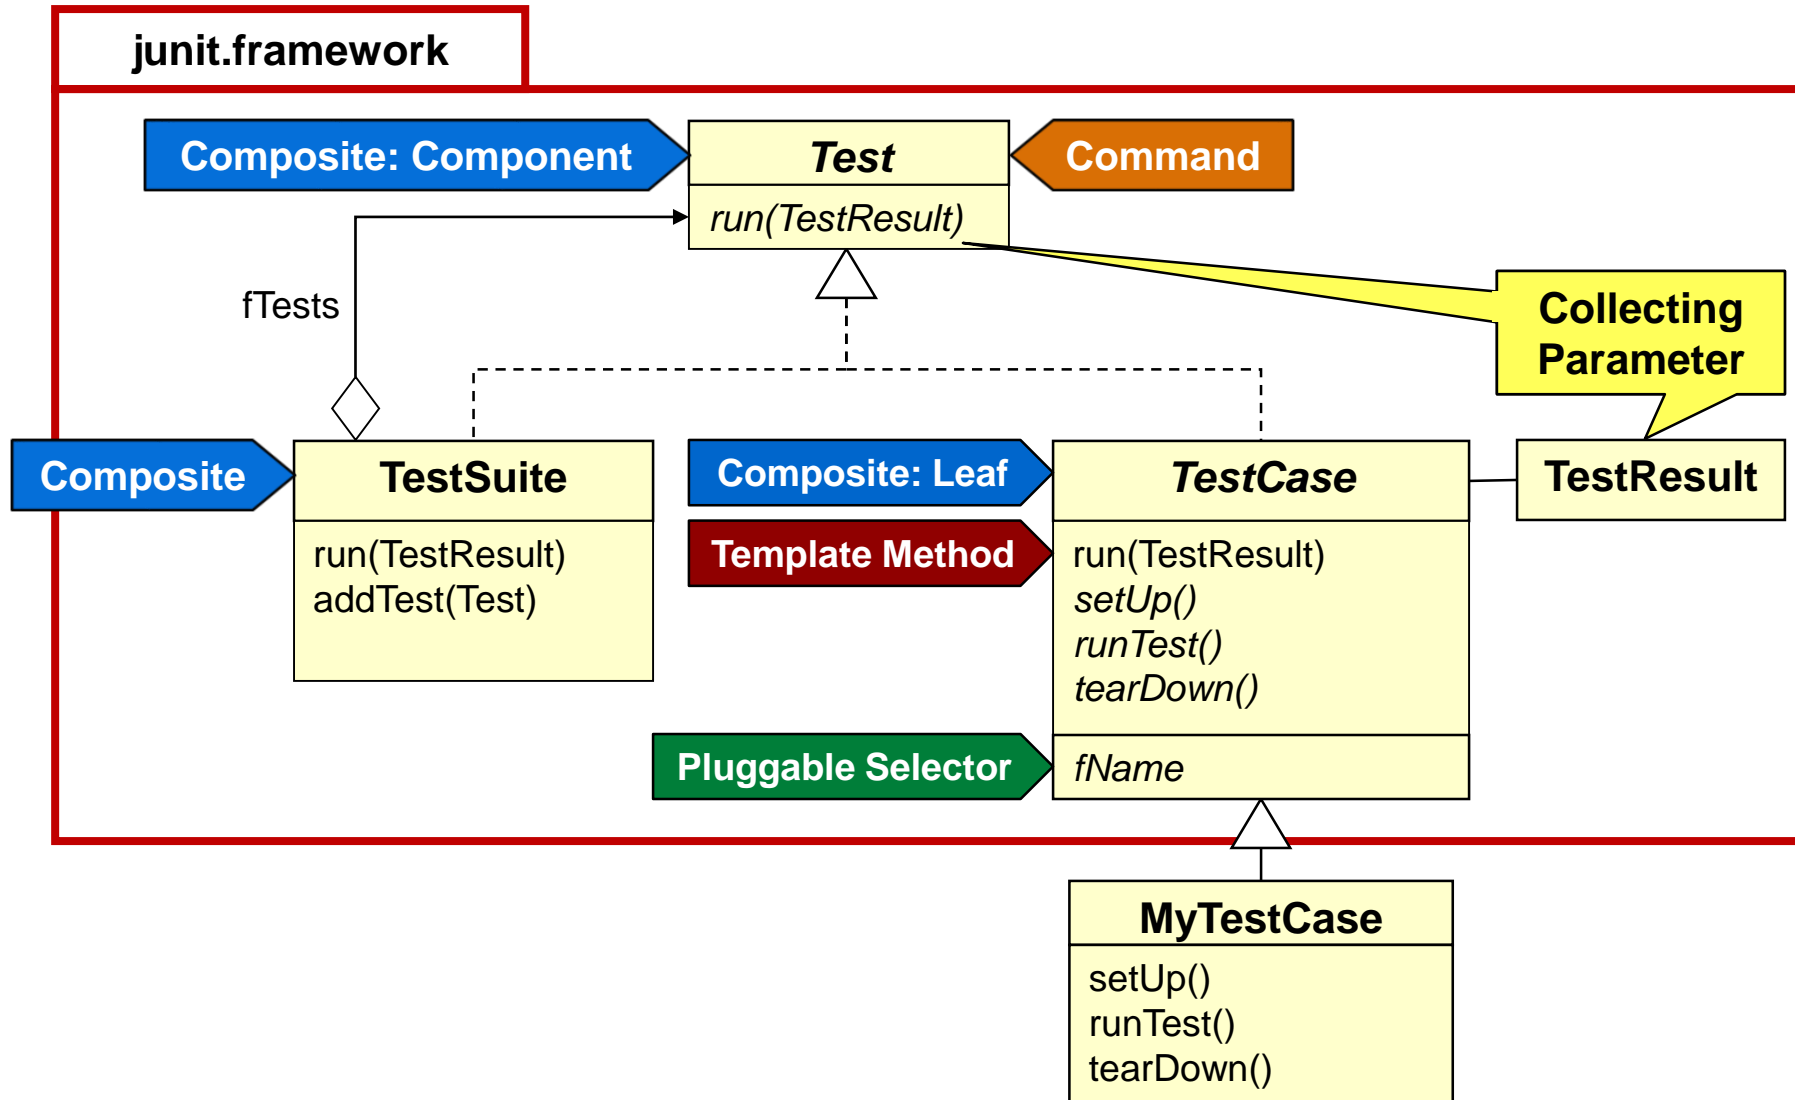 junit.framework
Composite: Component
Test
Command
run(TestResult)
fTests
Collecting
Parameter
Composite
TestSuite
run(TestResult)
addTest(Test)
Composite: Leaf
TestCase
TestResult
Template Method
run(TestResult)
setUp()
runTest()
tearDown()
Pluggable Selector
fName
MyTestCase
setUp()
runTest()
tearDown()